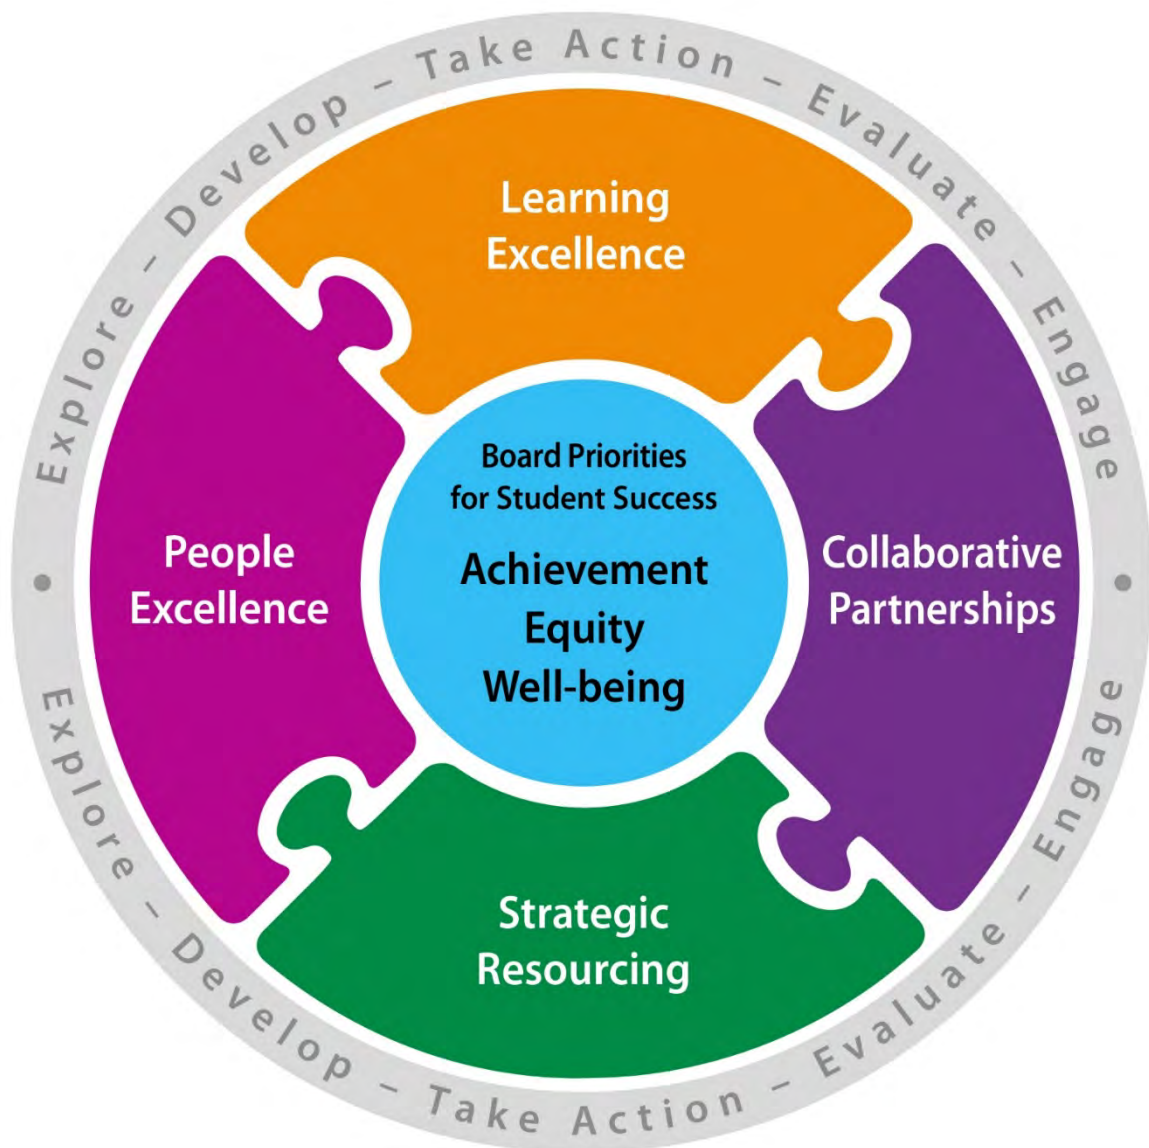 Explore – Develop – Take Action – Evaluate – Engage
Learning
Excellence
Board Priorities
for Student Success
Achievement
Equity
Well-being
People
Excellence
Collaborative
Partnerships
Strategic
Resourcing
Explore – Develop – Take Action – Evaluate – Engage